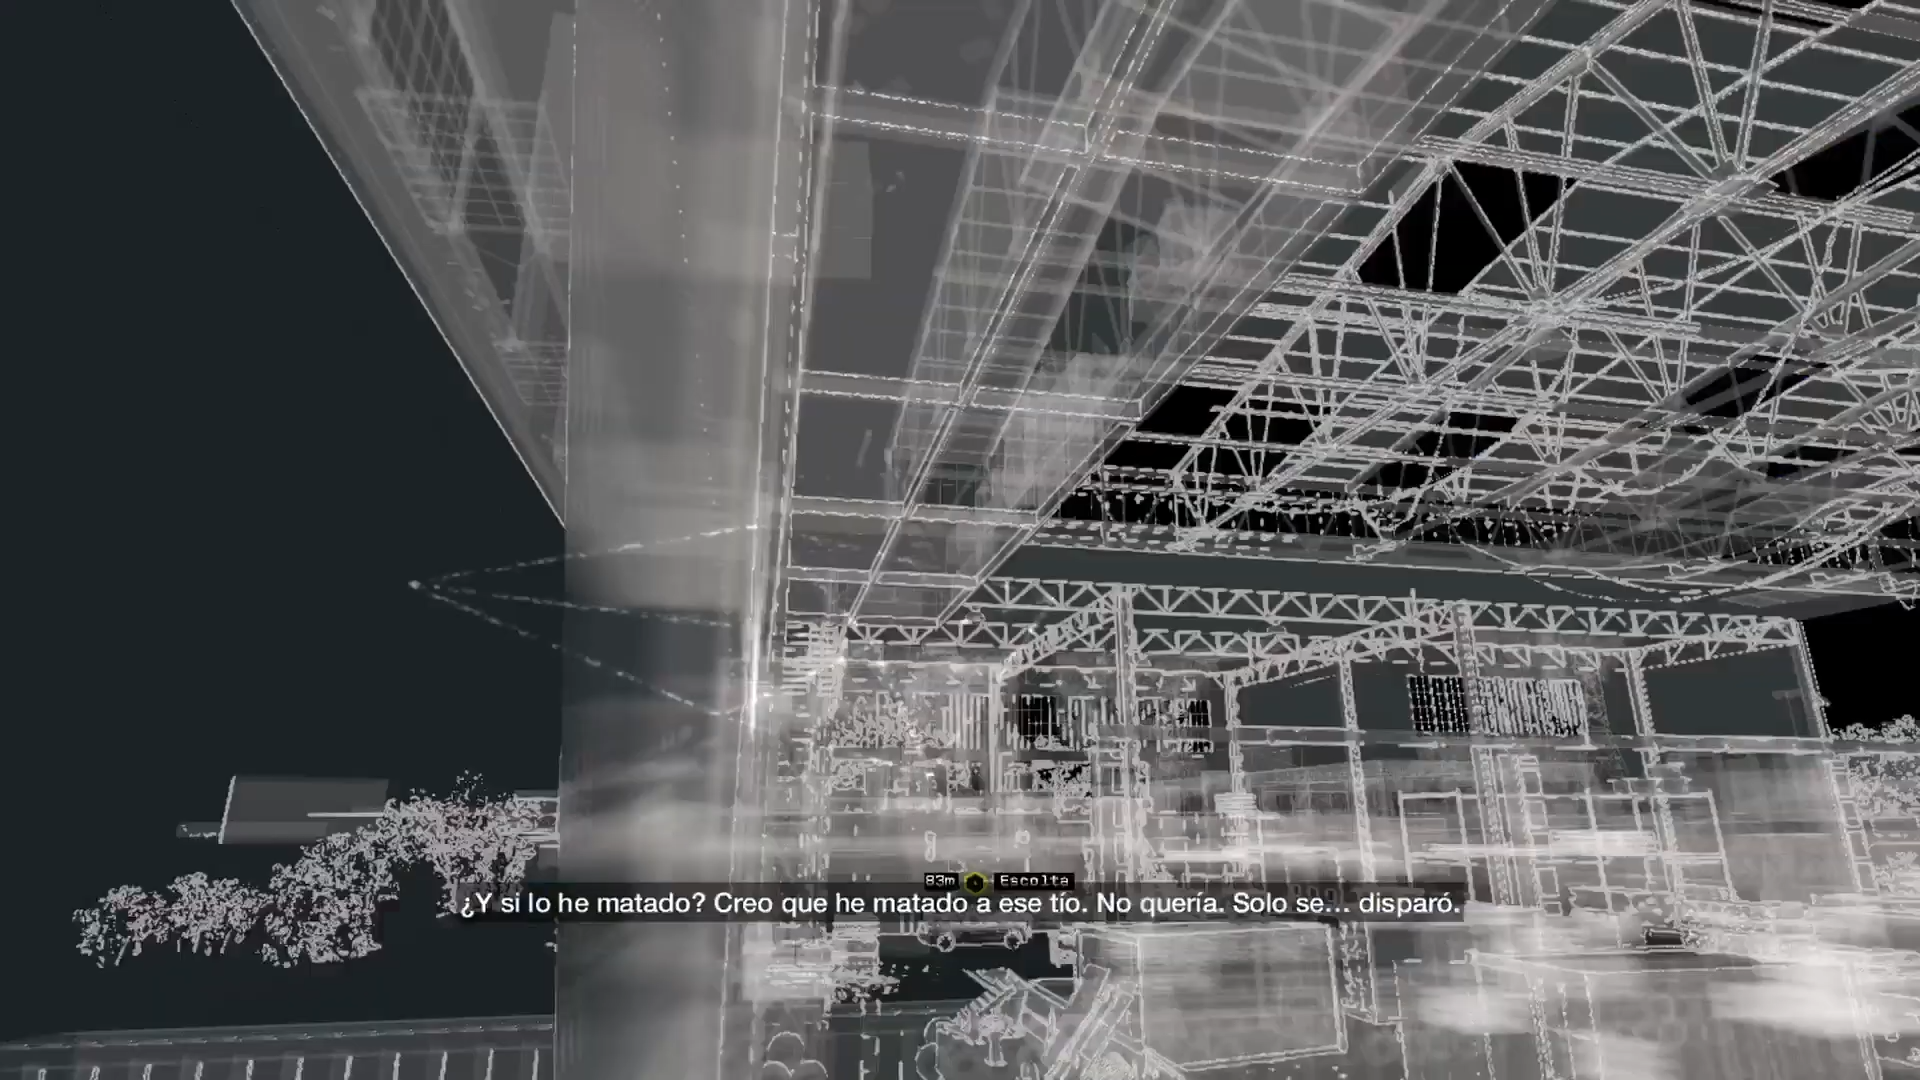 83m Escolta
¿Y si lo he matado? Creo que he matado a ese tío. No quería. Solo se... disparó.